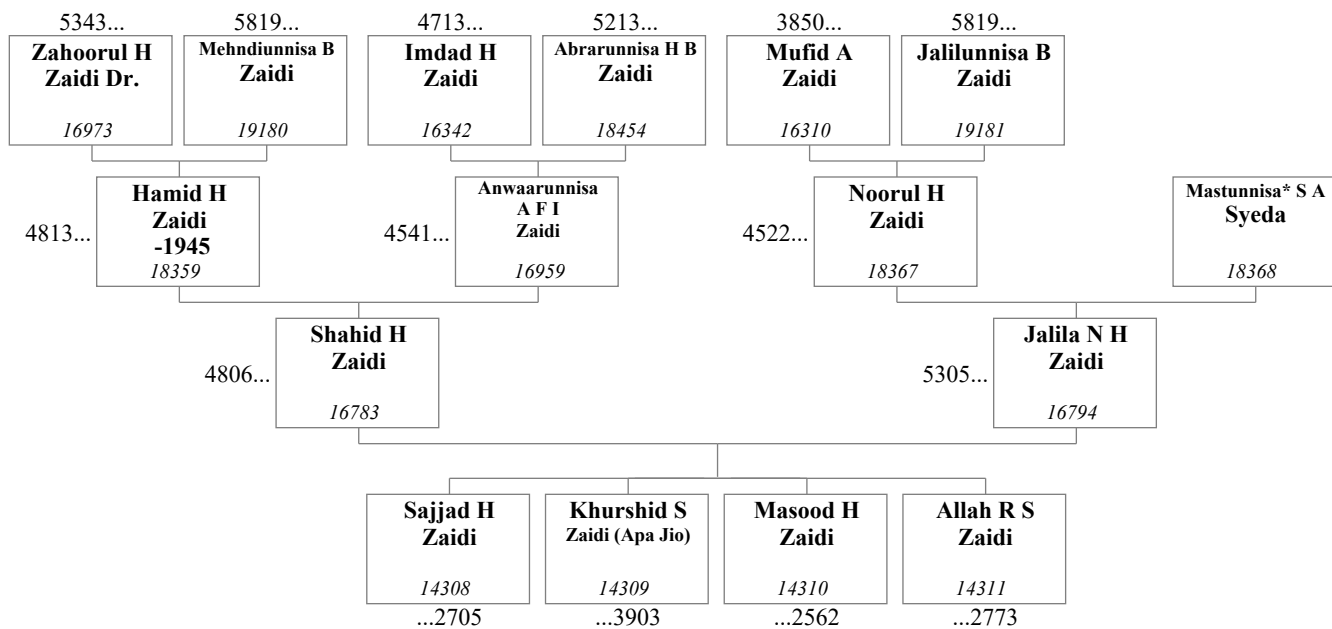 5343... 5819... 4713... 5213... 3850... 5819...
Zahoorul H
Zaidi Dr.
16973
Mehndiunnisa B
Zaidi
19180
Imdad H
Zaidi
16342
Abrarunnisa H B
Zaidi
18454
Mufid A
Zaidi
16310
Jalilunnisa B
Zaidi
19181
4813...
Hamid H
Zaidi
-1945
18359
4541...
Anwaarunnisa
A F I
Zaidi
16959
4522...
Noorul H
Zaidi
18367
Mastunnisa* S A
Syeda
18368
4806...
Shahid H
Zaidi
16783
5305...
Jalila N H
Zaidi
16794
Sajjad H
Zaidi
14308
...2705
Khurshid S
Zaidi (Apa Jio)
14309
...3903
Masood H
Zaidi
14310
...2562
Allah R S
Zaidi
14311
...2773